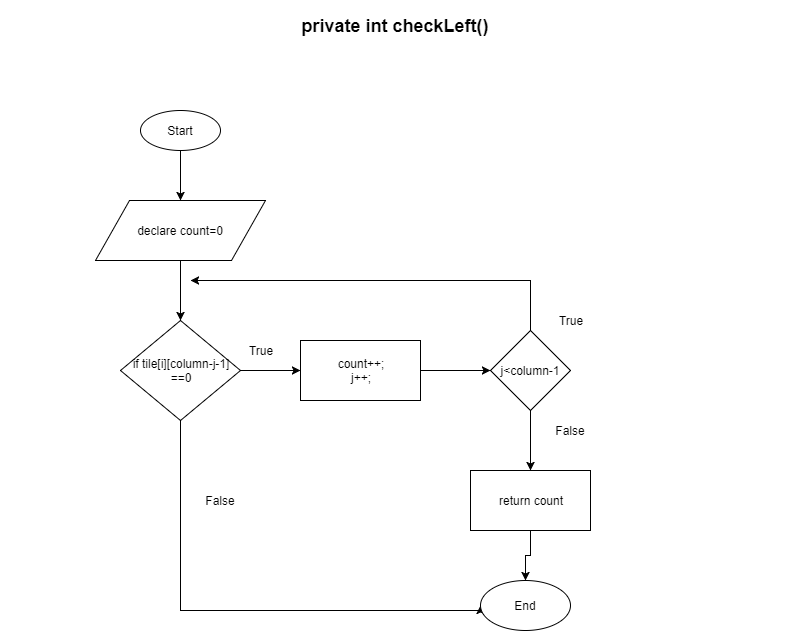 private int checkLeft()
Start
declare count=0
True
if tile[i][column-j-1]
==0
True
count++;
j++;
j<column-1
False
False
return count
End